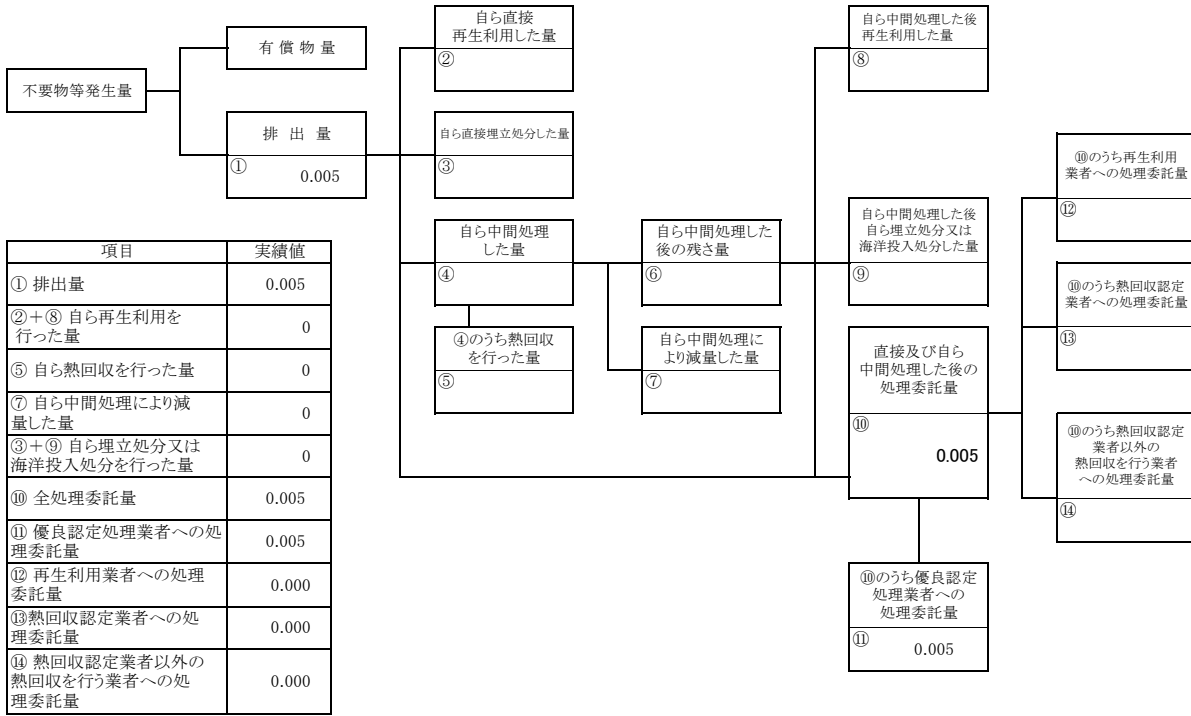 不要物等発生量
有 償 物 量
排 出 量
①
0.005
自ら直接
再生利用した量
②
自ら直接埋立処分した量
③
自ら中間処理
した量
④
④のうち熱回収
を行った量
⑤
自ら中間処理した
後の残さ量
⑥
自ら中間処理に
より減量した量
⑦
自ら中間処理した後
再生利用した量
⑧
自ら中間処理した後
自ら埋立処分又は
海洋投入処分した量
⑨
直接及び自ら
中間処理した後の
処理委託量
⑩
0.005
⑩のうち優良認定
処理業者への
処理委託量
⑪
0.005
⑩のうち再生利用
業者への処理委託量
⑫
⑩のうち熱回収認定
業者への処理委託量
⑬
⑩のうち熱回収認定
業者以外の
熱回収を行う業者
への処理委託量
⑭
項目 実績値
① 排出量 0.005
②+⑧ 自ら再生利用を
行った量 0
⑤ 自ら熱回収を行った量 0
⑦ 自ら中間処理により減
量した量 0
③+⑨ 自ら埋立処分又は
海洋投入処分を行った量 0
⑩ 全処理委託量 0.005
⑪ 優良認定処理業者への処
理委託量 0.005
⑫ 再生利用業者への処理
委託量 0.000
⑬熱回収認定業者への処
理委託量 0.000
⑭ 熱回収認定業者以外の
熱回収を行う業者への処
理委託量 0.000